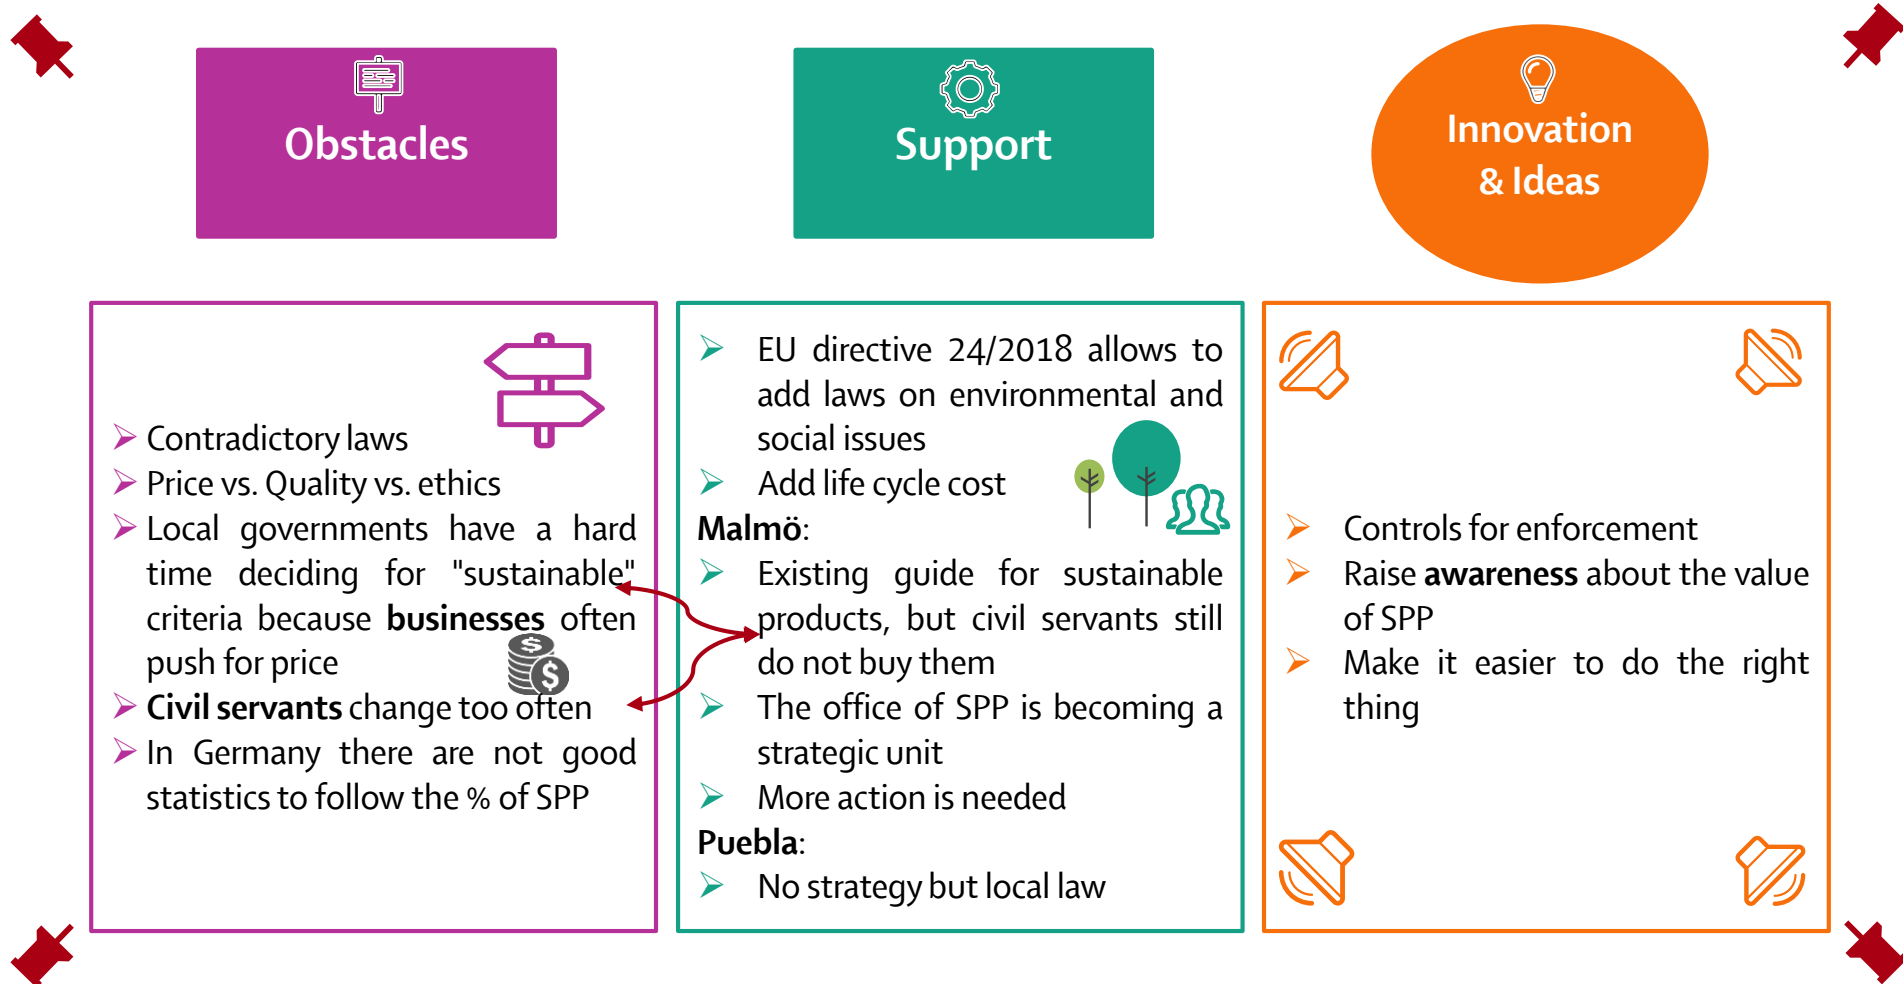 Obstacles
Support
Innovation
& Ideas
Contradictory laws
Price vs. Quality vs. ethics
Local governments have a hard
time deciding for "sustainable"
criteria because businesses often
push for price
Civil servants change too often
In Germany there are not good
statistics to follow the % of SPP
EU directive 24/2018 allows to
add laws on environmental and
social issues
Add life cycle cost
Malmö:
Existing guide for sustainable
products, but civil servants still
do not buy them
The office of SPP is becoming a
strategic unit
More action is needed
Puebla:
No strategy but local law
Controls for enforcement
Raise awareness about the value
of SPP
Make it easier to do the right
thing